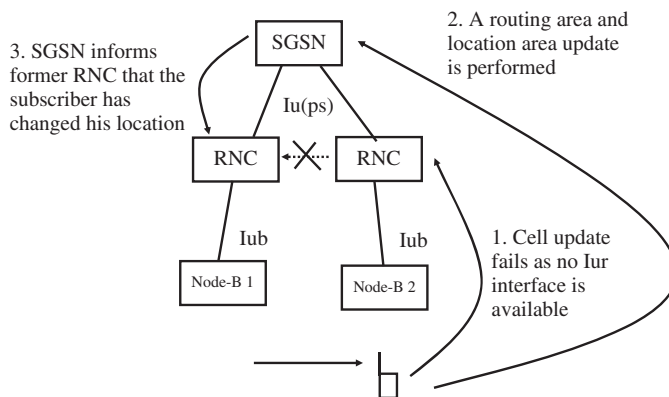 SGSN
2. A routing area and
location area update
is performed
3. SGSN informs
former RNC that the
subscriber has
changed his location
Iu(ps)
RNC
RNC
Iub
Iub
1. Cell update
fails as no Iur
interface is
available
Node-B 1
Node-B 2